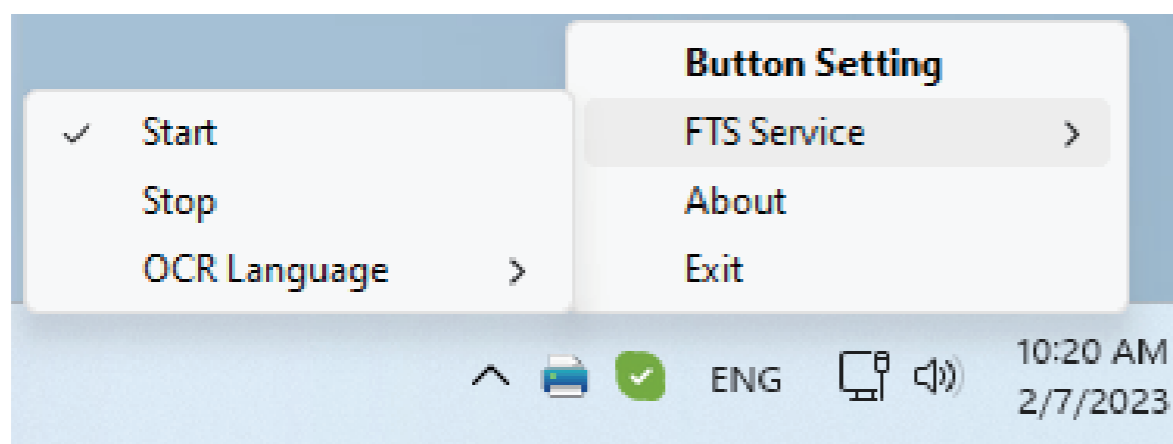 Button Setting
FTS Service
About
Exit
Start
Stop
OCR Language
ENG
10:20 AM
2/7/2023